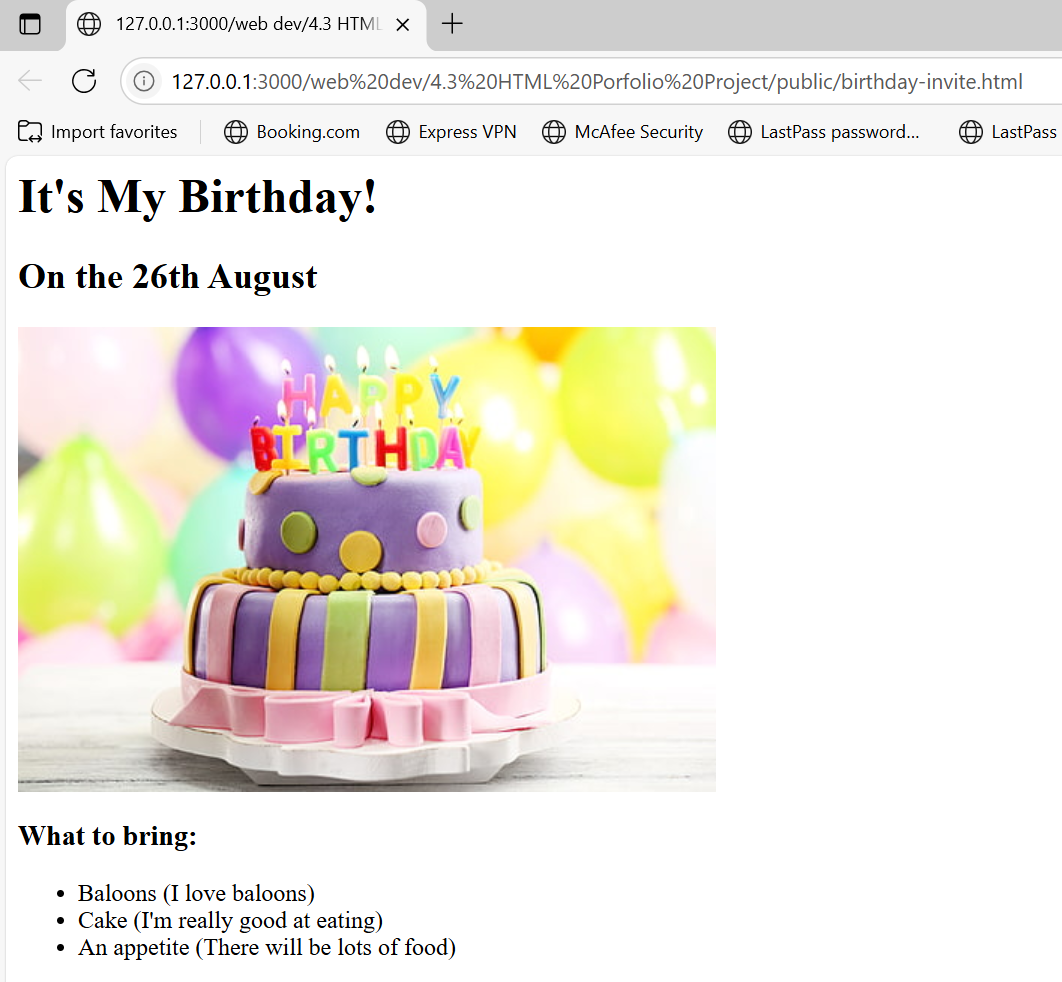 127.0.0.1:3000/web dev/4.3 HTML
127.0.0.1:3000/web%20dev/4.3%20HTML%20Porfolio%20Project/public/birthday-invite.html
Import favorites Booking.com Express VPN McAfee Security LastPass password... LastPass
It's My Birthday!
On the 26th August
HAPPY
BIRTHDAY
What to bring:
• Baloons (I love baloons)
• Cake (I'm really good at eating)
• An appetite (There will be lots of food)